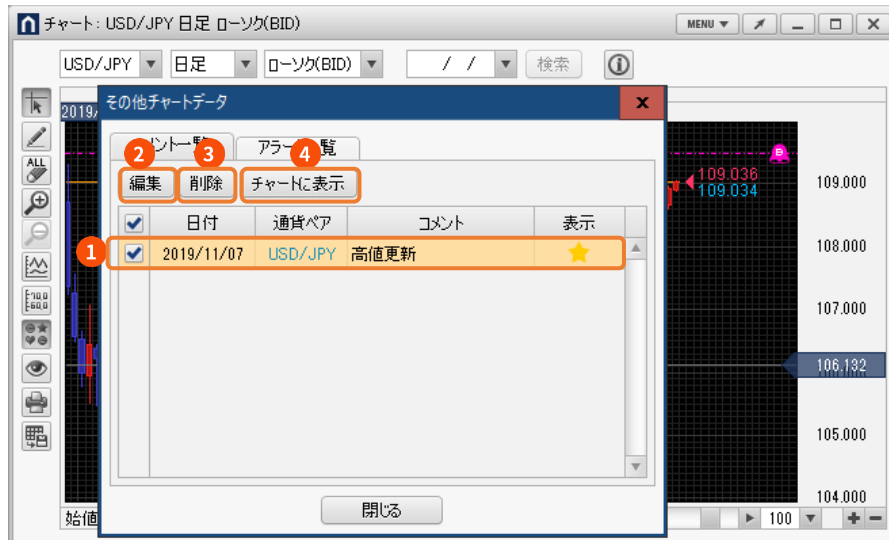 チャート: USD/JPY 日足 ローソク(BID)
MENU
USD/JPY 日足 ローソク(BID) / / 検索
2019/
その他チャートデータ
アラー
覧
2 3 4
編集 削除 チャートに表示
日付 通貨ペア コメント 表示
1
2019/11/07 USD/JPY 高値更新
ALL
B
109.036
109.034
109.000
108.000
107.000
106.132
105.000
104.000
閉じる
始値
100